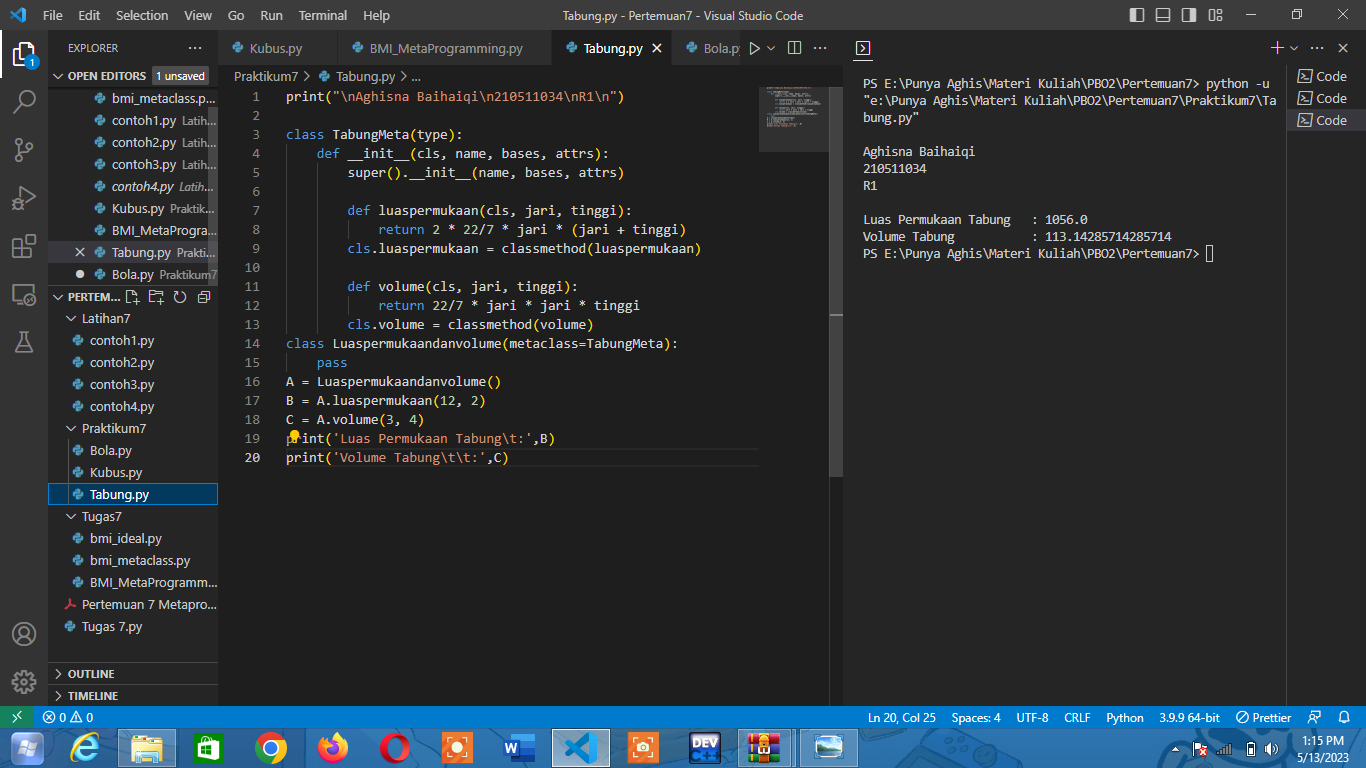 File Edit Selection View Go Run Terminal Help
Tabung.py - Pertemuan7 - Visual Studio Code
EXPLORER ...
OPEN EDITORS 1 unsaved
bmi_metaclass.p...
contoh1.py Latih...
contoh2.py Latih...
contoh3.py Latih...
contoh4.py Latih...
Kubus.py Praktik...
BMI_MetaProgra...
Tabung.py Prakti...
Bola.py Praktikum7
PERTEM...
Latihan7
contoh1.py
contoh2.py
contoh3.py
contoh4.py
Praktikum7
Bola.py
Kubus.py
Tabung.py
Tugas7
bmi_ideal.py
bmi_metaclass.py
BMI_MetaProgramm...
Pertemuan 7 Metapro...
Tugas 7.py
OUTLINE
TIMELINE
Kubus.py BMI_MetaProgramming.py Tabung.py Bola.p
Praktikum7 > Tabung.py > ...
1 print("\nAghisna Baihaiqi\n210511034\nR1\n")
2
3 class TabungMeta(type):
4 def __init__(cls, name, bases, attrs):
5 super().__init__(name, bases, attrs)
6
7 def luaspermukaan(cls, jari, tinggi):
8 return 2 * 22/7 * jari * (jari + tinggi)
9 cls.luaspermukaan = classmethod(luaspermukaan)
10
11 def volume(cls, jari, tinggi):
12 return 22/7 * jari * jari * tinggi
13 cls.volume = classmethod(volume)
14 class Luaspermukaandanvolume(metaclass=TabungMeta):
15 pass
16 A = Luaspermukaandanvolume()
17 B = A.luaspermukaan(12, 2)
18 C = A.volume(3, 4)
19 print('Luas Permukaan Tabung\t:',B)
20 print('Volume Tabung\t\t:',C)
PS E:\Punya Aghis\Materi Kuliah\PBO2\Pertemuan7> python -u
"e:\Punya Aghis\Materi Kuliah\PBO2\Pertemuan7\Praktikum7\Ta
bung.py"
Aghisna Baihaiqi
210511034
R1
Luas Permukaan Tabung : 1056.0
Volume Tabung : 113.14285714285714
PS E:\Punya Aghis\Materi Kuliah\PBO2\Pertemuan7>
Code
Code
Code
1
0 0
Ln 20, Col 25 Spaces: 4 UTF-8 CRLF Python 3.9.9 64-bit Prettier
DEV C++
1:15 PM
5/13/2023